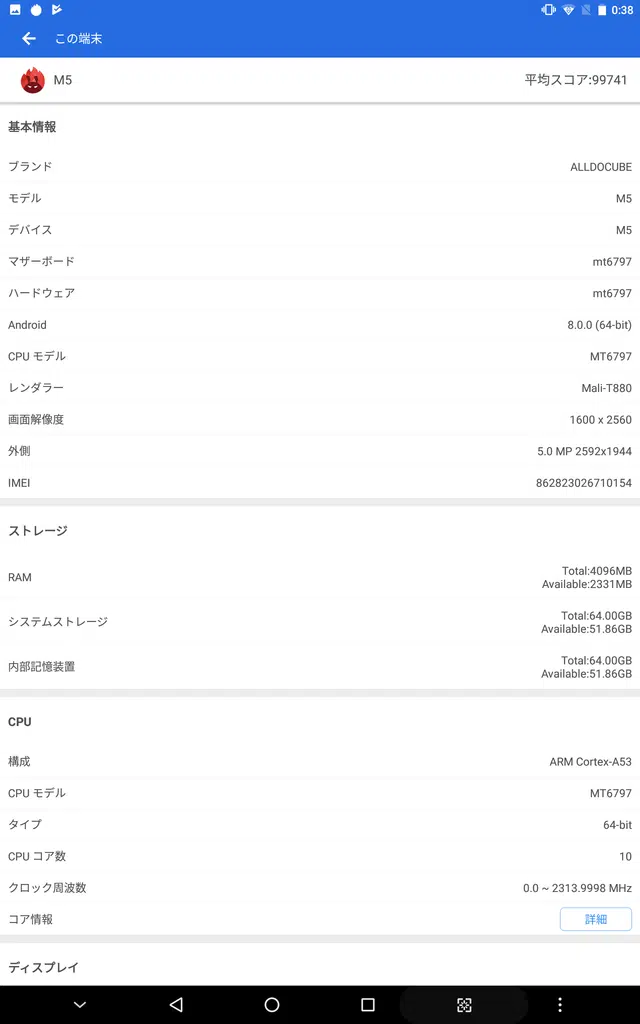 0:38
この端末
M5 平均スコア:99741
基本情報
ブランド ALLDOCUBE
モデル M5
デバイス M5
マザーボード mt6797
ハードウェア mt6797
Android 8.0.0 (64-bit)
CPU モデル MT6797
レンダラー Mali-T880
画面解像度 1600 x 2560
外側 5.0 MP 2592x1944
IMEI 862823026710154
ストレージ
RAM Total:4096MB
Available:2331MB
システムストレージ Total:64.00GB
Available:51.86GB
内部記憶装置 Total:64.00GB
Available:51.86GB
CPU
構成 ARM Cortex-A53
CPU モデル MT6797
タイプ 64-bit
CPU コア数 10
クロック周波数 0.0 ~ 2313.9998 MHz
コア情報 詳細
ディスプレイ